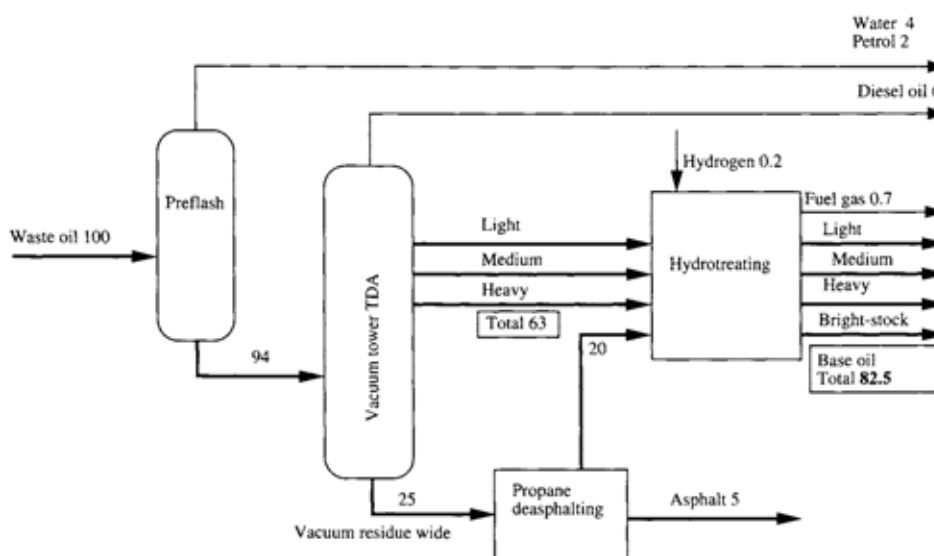 Water 4
Petrol 2
Diesel oil
Hydrogen 0.2
Preflash
Fuel gas 0.7
Waste oil 100
Light
Light
Medium
Hydrotreating
Medium
Heavy
Heavy
Total 63
Bright-stock
20
94
Vacuum tower TDA
Base oil
Total 82.5
25
Propane
deasphalting
Asphalt 5
Vacuum residue wide